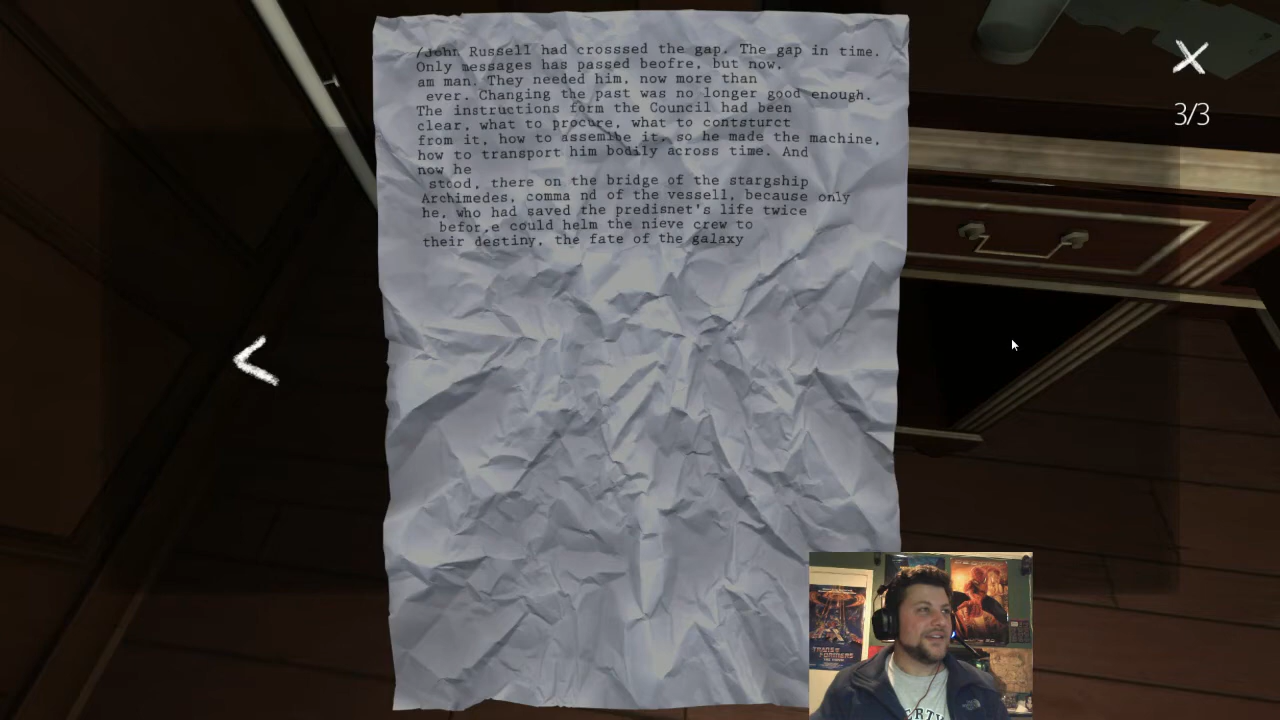 /John Russell had crosssed the gap. The gap in time.
Only messages has passed beofre, but now,
am man. They needed him, now more than
ever. Changing the past was no longer good enough.
The instructions form the Council had been
clear, what to procure, what to contsturct
from it, how to assemlbe it, so he made the machine,
how to transport him bodily across time. And
now he
stood, there on the bridge of the stargship
Archimedes, comma nd of the vessell, because only
he, who had saved the predisnet's life twice
befor,e could helm the nieve crew to
their destiny, the fate of the galaxy
3/3
TRANSFORMERS
ERTY